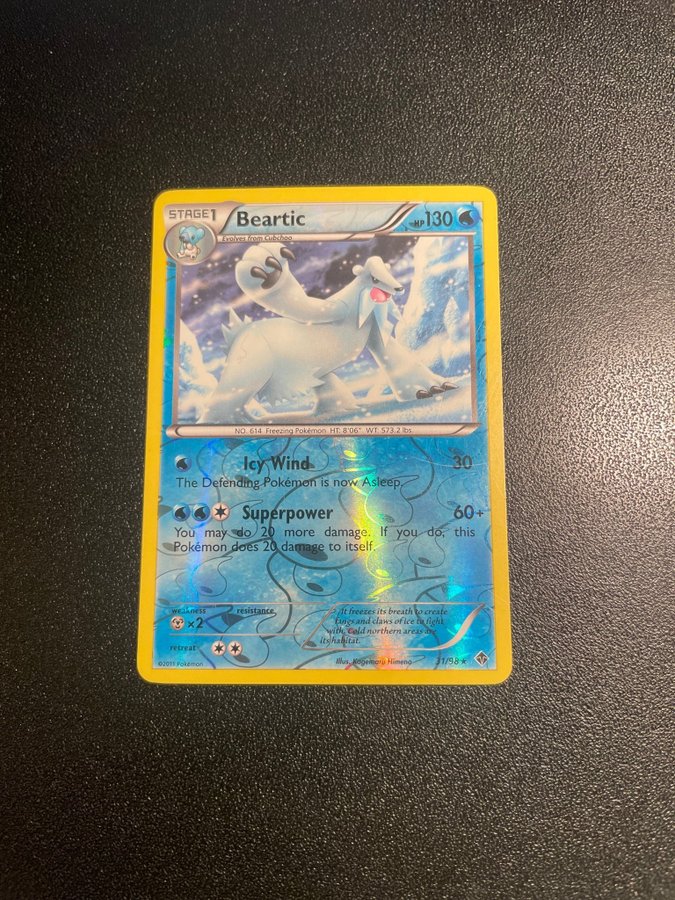 STAGE1 Beartic HP130
Evolves from Cubchoo
NO. 614 Freezing Pokémon HT: 8'06" WT: 573.2 lbs.
Icy Wind 30
The Defending Pokémon is now Asleep.
Superpower 60+
You may do 20 more damage. If you do, this
Pokémon does 20 damage to itself.
weakness resistance
×2
retreat
It freezes its breath to create
fangs and claws of ice to fight
with. Cold northern areas are
its habitat.
©2011 Pokémon Illus. Kagemaru Himeno 31/98 ★